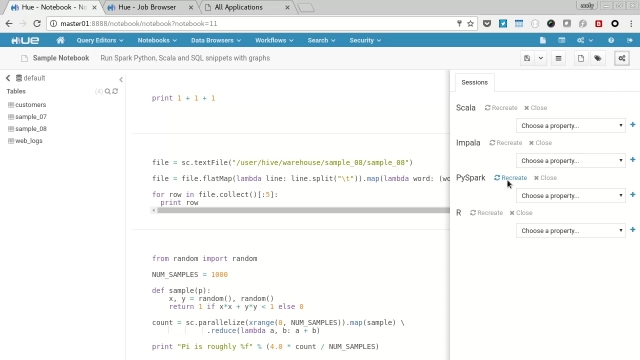 Hue - Notebook - No
Hue - Job Browser
All Applications
master01:8888/notebook/notebook?notebook=11
HUE
Query Editors
Notebooks
Data Browsers
Workflows
Search
Security
Sample Notebook
Run Spark Python, Scala and SQL snippets with graphs
default
Tables
customers
sample_07
sample_08
web_logs
print 1 + 1 + 1
file = sc.textFile("/user/hive/warehouse/sample_08/sample_08")
file = file.flatMap(lambda line: line.split("\t")).map(lambda word: (wo
for row in file.collect()[:5]:
print row
from random import random
NUM_SAMPLES = 1000
def sample(p):
x, y = random(), random()
return 1 if x*x + y*y < 1 else 0
count = sc.parallelize(xrange(0, NUM_SAMPLES)).map(sample) \
.reduce(lambda a, b: a + b)
print "Pi is roughly %f" % (4.0 * count / NUM_SAMPLES)
Sessions
Scala Recreate Close
Choose a property...
Impala Recreate Close
Choose a property...
PySpark Recreate Close
Choose a property...
R Recreate Close
Choose a property...